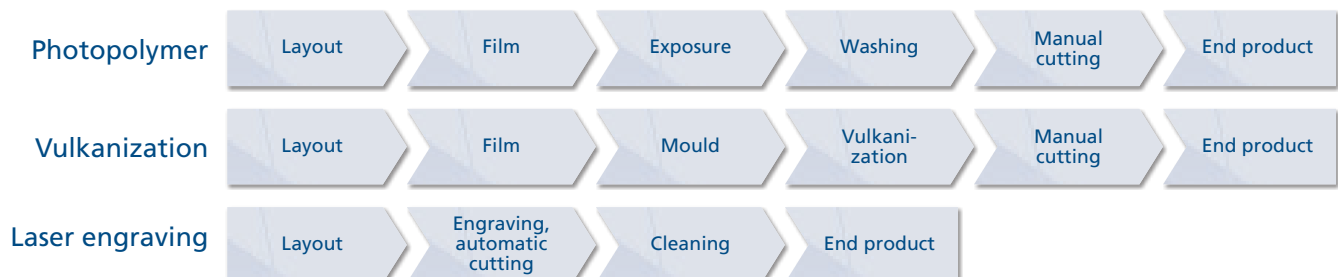 Photopolymer
Layout
Film
Exposure
Washing
Manual
cutting
End product
Vulkanization
Layout
Film
Mould
Vulkani-
zation
Manual
cutting
End product
Laser engraving
Layout
Engraving,
automatic
cutting
Cleaning
End product